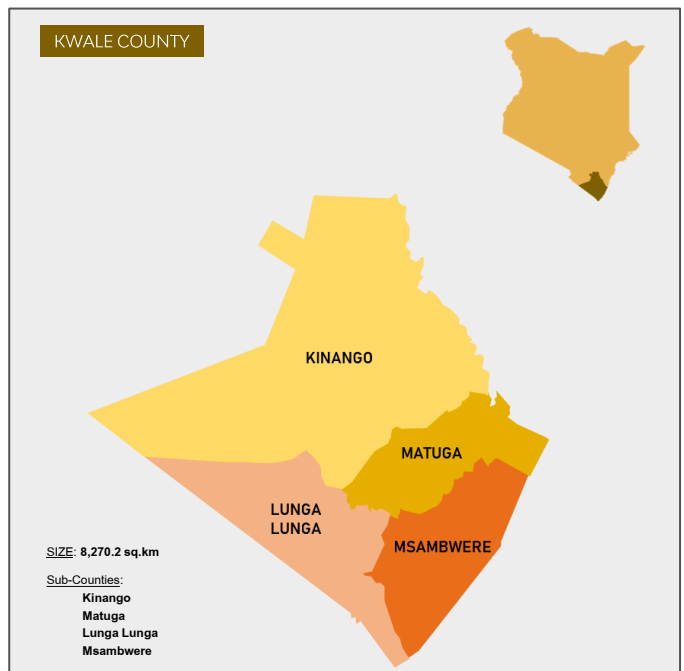 KWALE COUNTY
KINANGO
MATUGA
LUNGA
LUNGA
MSAMBWERE
SIZE: 8,270.2 sq.km
Sub-Counties:
Kinango
Matuga
Lunga Lunga
Msambwere